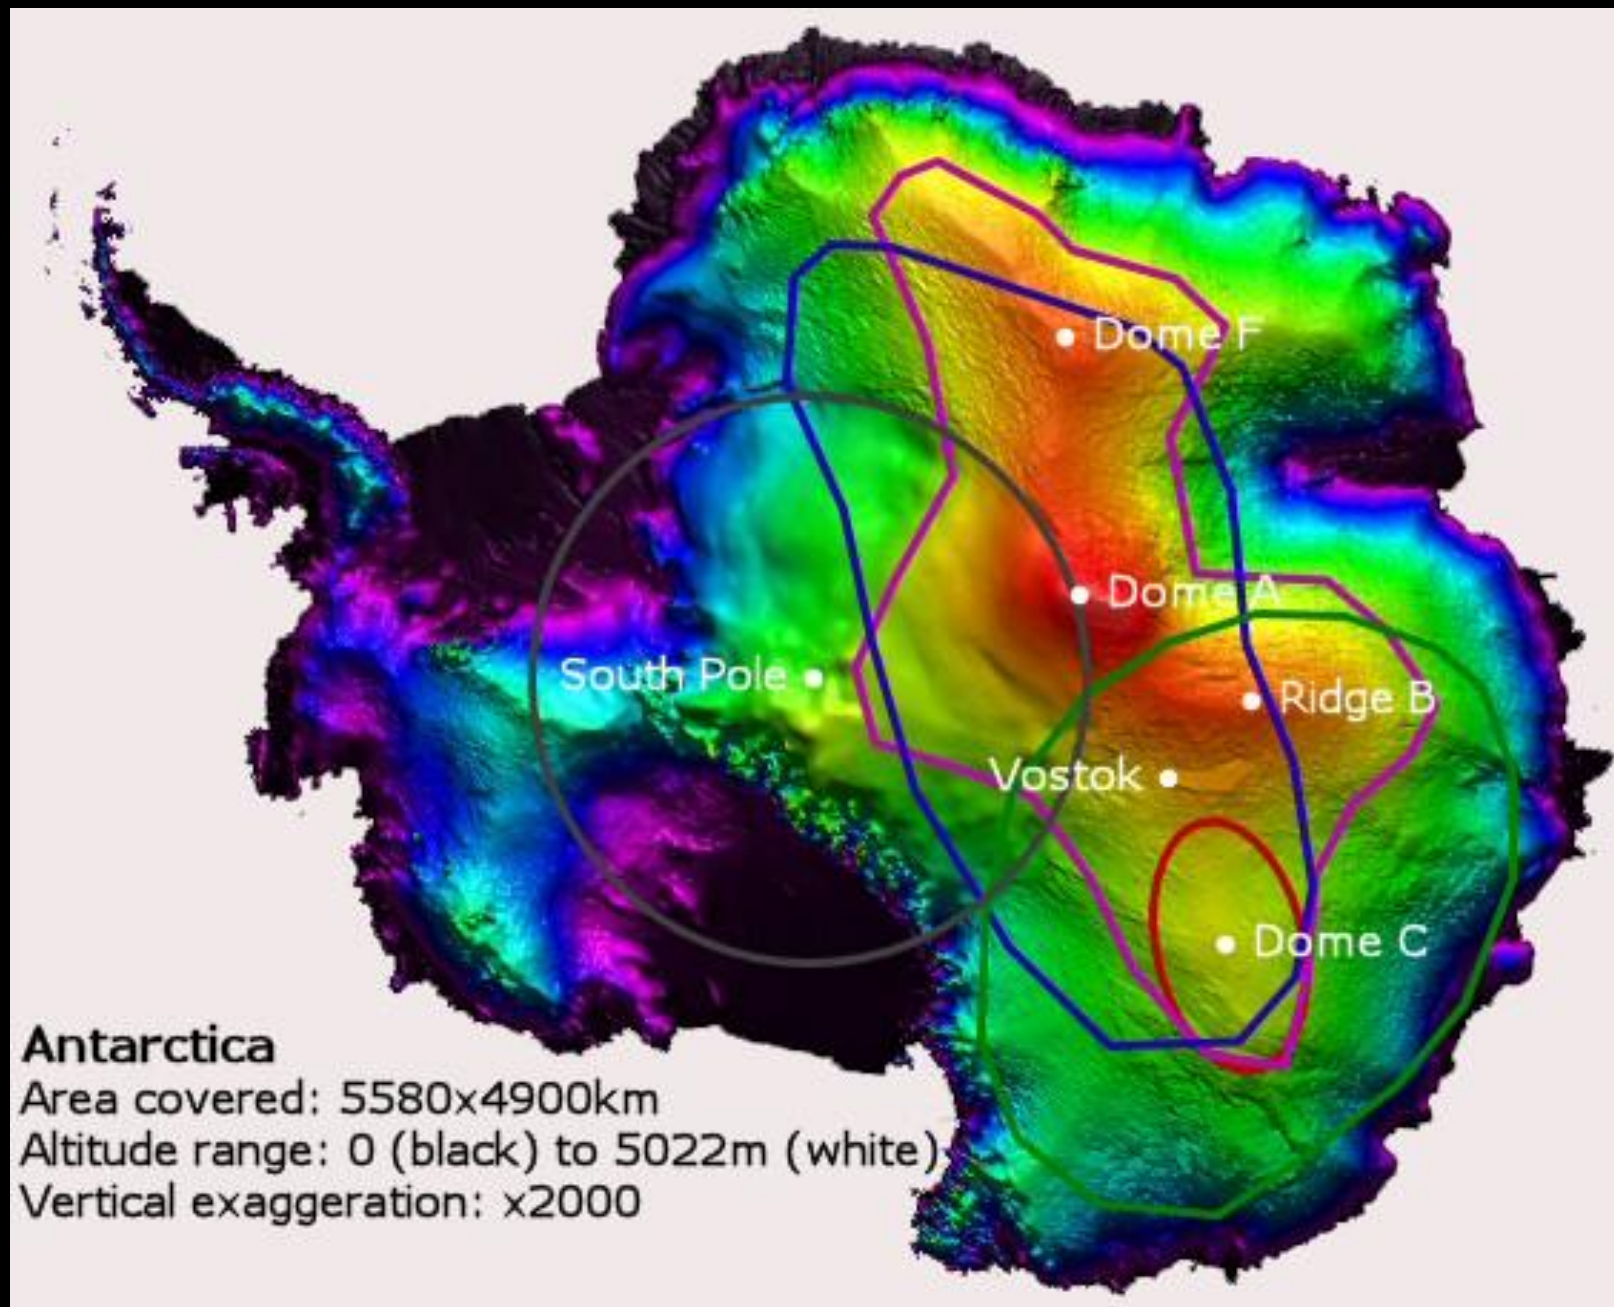 Dome F
Dome A
South Pole
Ridge B
Vostok
Dome C
Antarctica
Area covered: 5580x4900km
Altitude range: 0 (black) to 5022m (white)
Vertical exaggeration: x2000